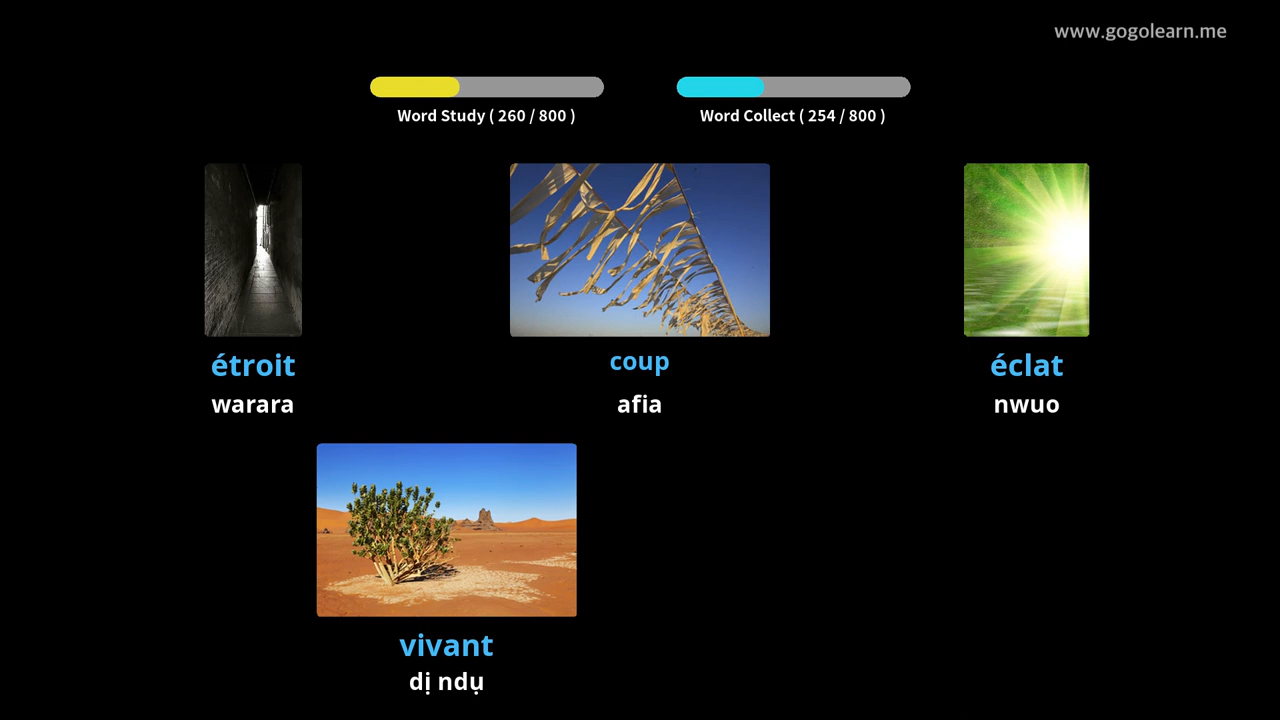 www.gogolearn.me
Word Study ( 260 / 800 )
Word Collect ( 254 / 800 )
étroit
warara
coup
afia
éclat
nwuo
vivant
dị ndụ